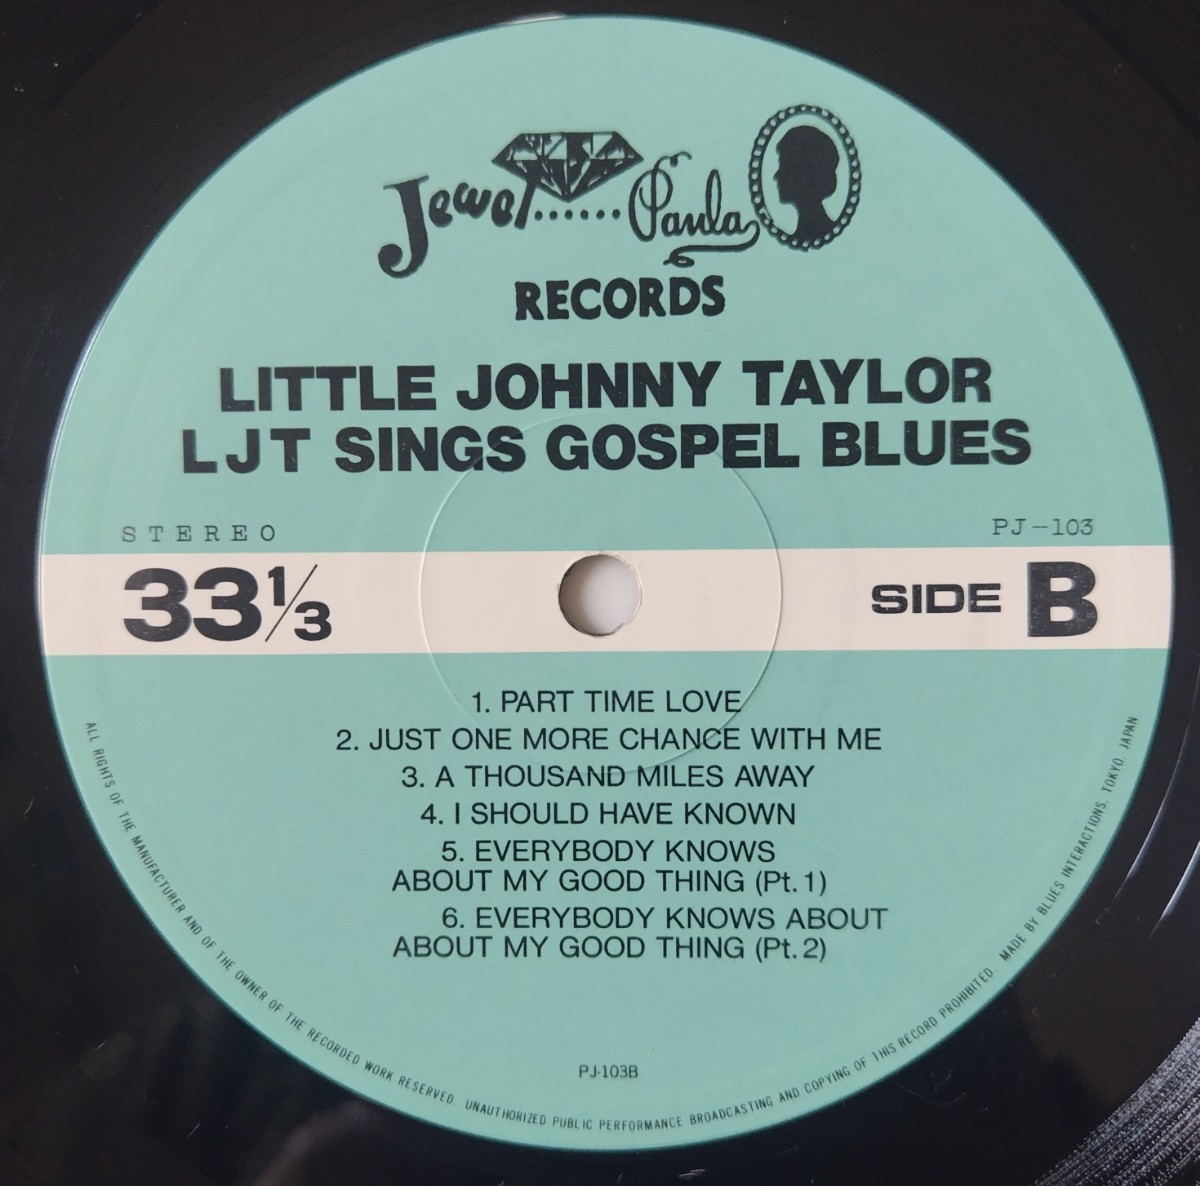 Jewel......Paula
RECORDS
LITTLE JOHNNY TAYLOR
LJT SINGS GOSPEL BLUES
STEREO
PJ-103
33 1/3
SIDE B
1. PART TIME LOVE
2. JUST ONE MORE CHANCE WITH ME
3. A THOUSAND MILES AWAY
4. I SHOULD HAVE KNOWN
5. EVERYBODY KNOWS
ABOUT MY GOOD THING (Pt. 1)
6. EVERYBODY KNOWS ABOUT
ABOUT MY GOOD THING (Pt. 2)
PJ-103B
ALL RIGHTS OF THE MANUFACTURER AND OF THE OWNER OF THE RECORDED WORK RESERVED. UNAUTHORIZED PUBLIC PERFORMANCE BROADCASTING AND COPYING OF THIS RECORD PROHIBITED. MADE BY BLUES INTERACTIONS, TOKYO. JAPAN